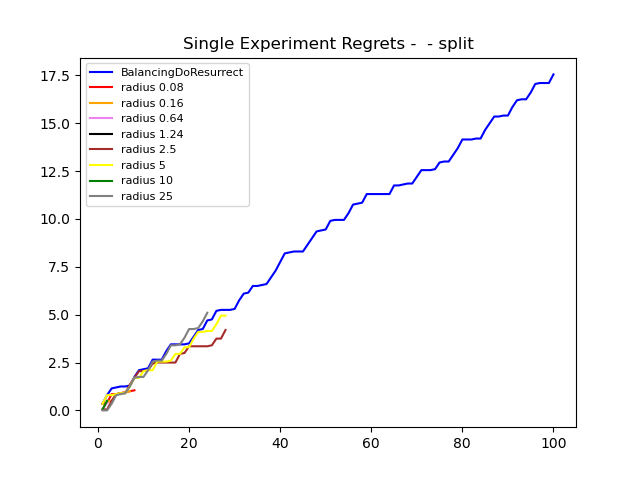 Single Experiment Regrets -  - split
BalancingDoResurrect
radius 0.08
radius 0.16
radius 0.64
radius 1.24
radius 2.5
radius 5
radius 10
radius 25
17.5
15.0
12.5
10.0
7.5
5.0
2.5
0.0
0 20 40 60 80 100